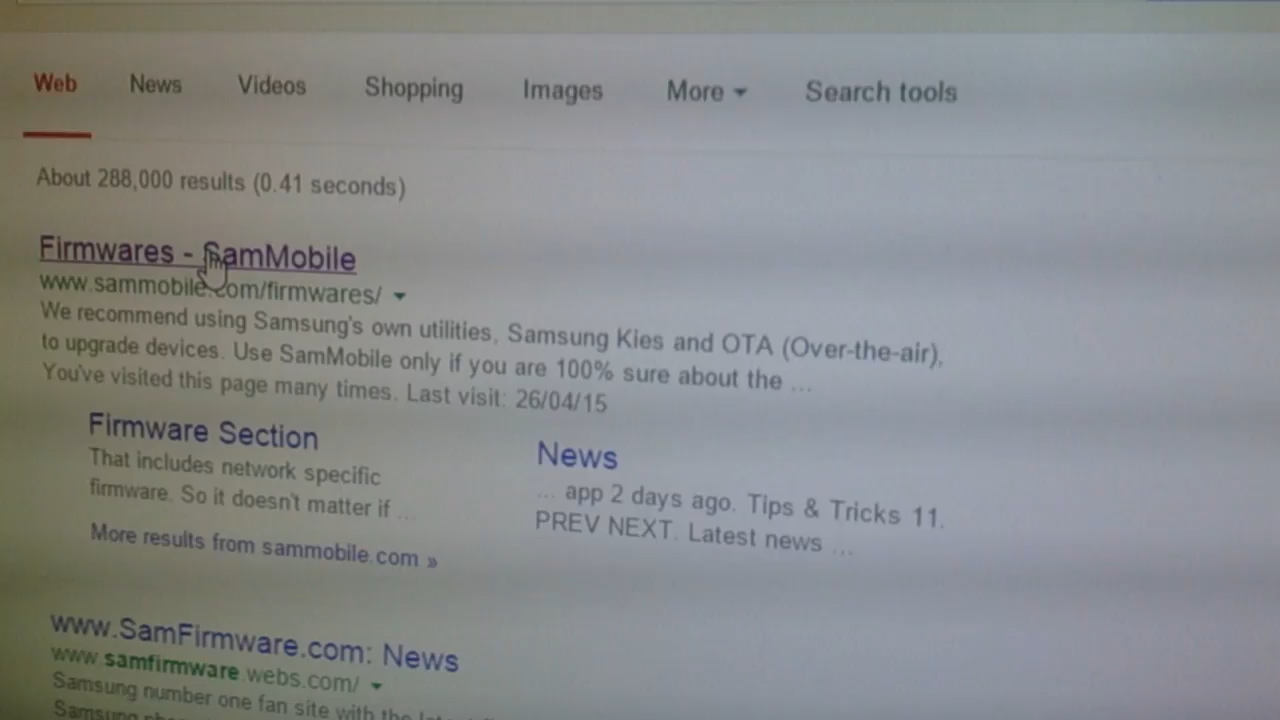 Web News Videos Shopping Images More Search tools
About 288,000 results (0.41 seconds)
Firmwares - SamMobile
www.sammobile.com/firmwares/
We recommend using Samsung's own utilities, Samsung Kies and OTA (Over-the-air),
to upgrade devices. Use SamMobile only if you are 100% sure about the ...
You've visited this page many times. Last visit: 26/04/15
Firmware Section
That includes network specific
firmware. So it doesn't matter if ...
News
... app 2 days ago. Tips & Tricks 11.
PREV NEXT. Latest news ...
More results from sammobile.com »
www.SamFirmware.com: News
www.samfirmware.webs.com/
Samsung number one fan site with the
Samsung